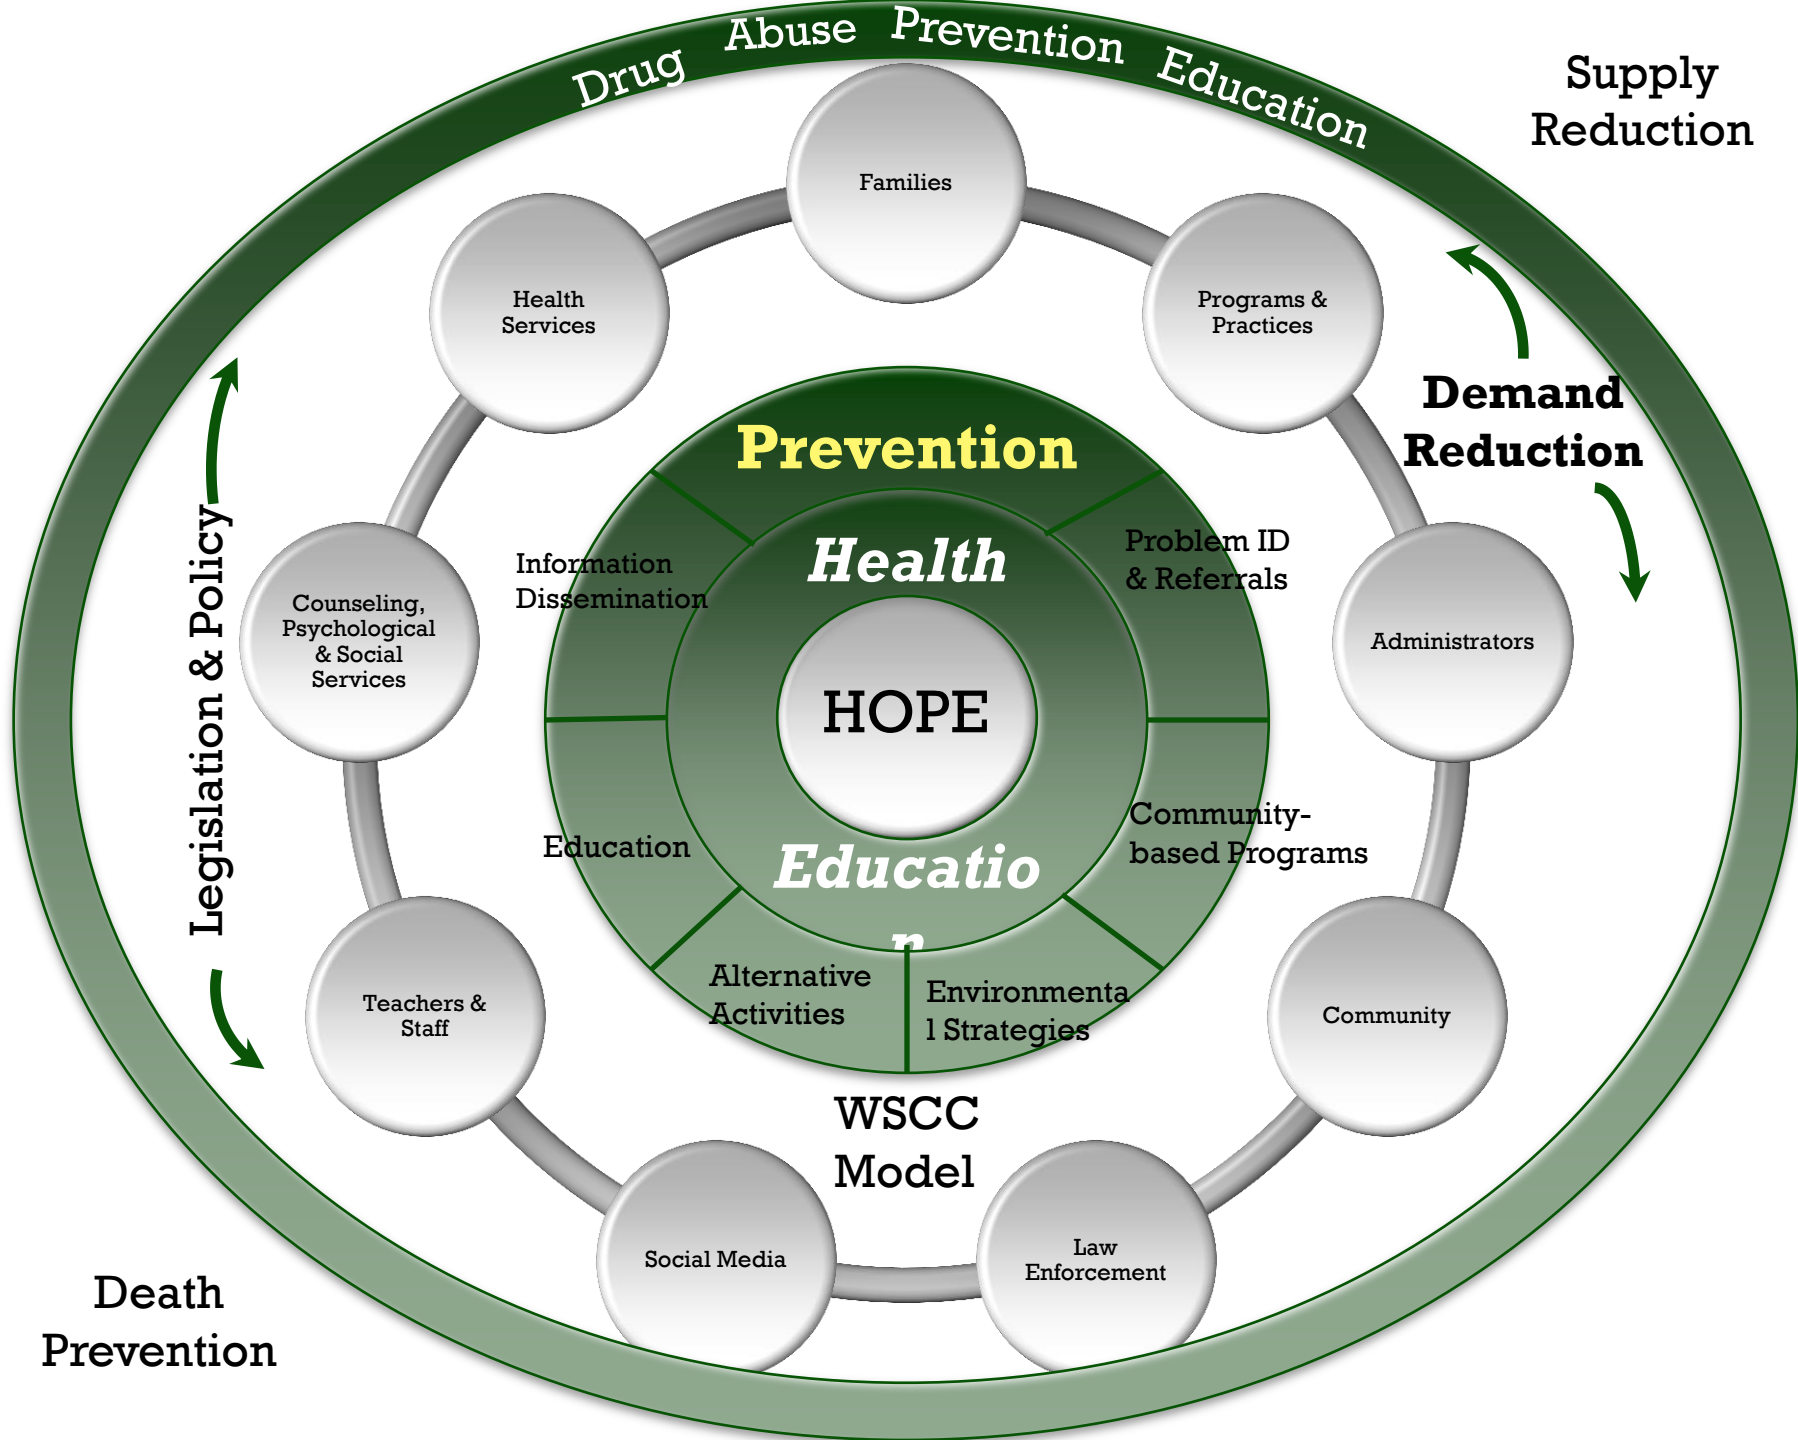 Drug Abuse Prevention Education
Supply
Reduction
Families
Health
Services
Programs &
Practices
Demand
Reduction
Prevention
Health
Information
Dissemination
Problem ID
& Referrals
Legislation & Policy
Counseling,
Psychological
& Social
Services
Administrators
HOPE
Community-
based Programs
Education
Educatio
n
Alternative
Activities
Environmenta
l Strategies
Teachers &
Staff
Community
WSCC
Model
Social Media
Law
Enforcement
Death
Prevention